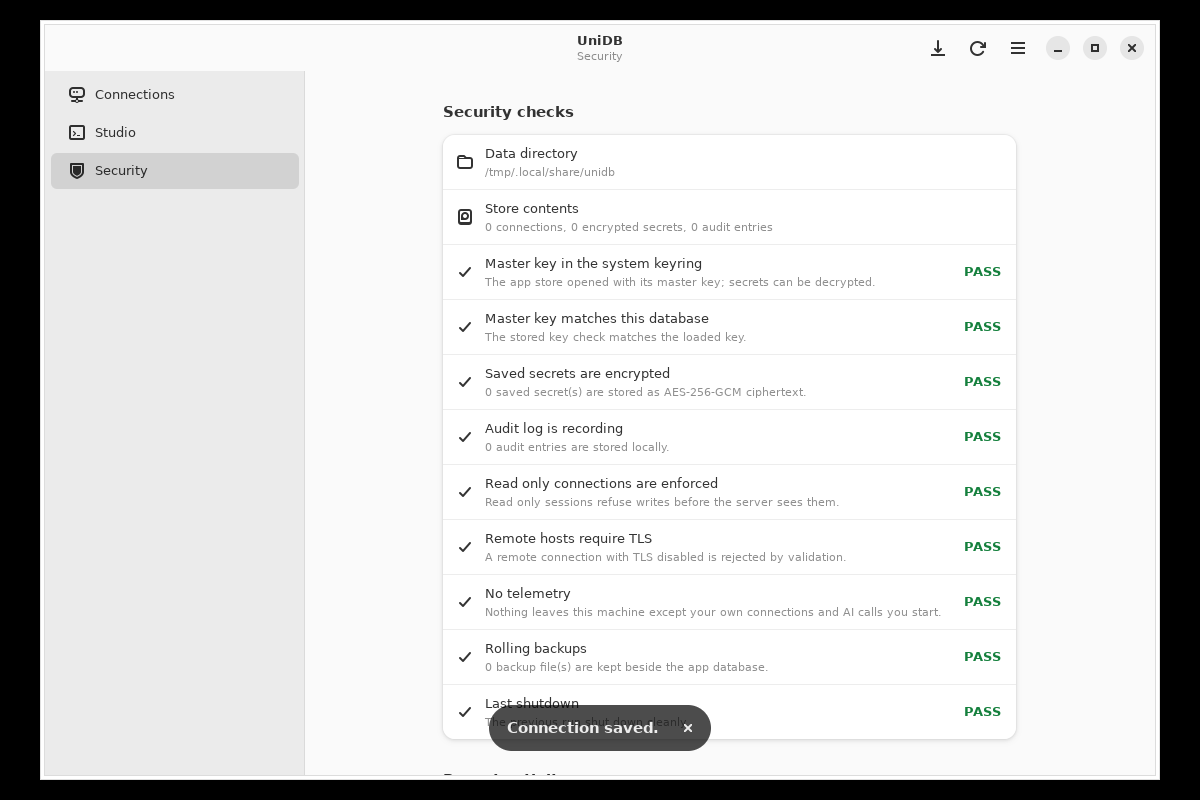 UniDB
Security
Connections
Studio
Security
Security checks
Data directory
/tmp/.local/share/unidb
Store contents
0 connections, 0 encrypted secrets, 0 audit entries
Master key in the system keyring
The app store opened with its master key; secrets can be decrypted.
PASS
Master key matches this database
The stored key check matches the loaded key.
PASS
Saved secrets are encrypted
0 saved secret(s) are stored as AES-256-GCM ciphertext.
PASS
Audit log is recording
0 audit entries are stored locally.
PASS
Read only connections are enforced
Read only sessions refuse writes before the server sees them.
PASS
Remote hosts require TLS
A remote connection with TLS disabled is rejected by validation.
PASS
No telemetry
Nothing leaves this machine except your own connections and AI calls you start.
PASS
Rolling backups
0 backup file(s) are kept beside the app database.
PASS
Last shutdown
The previous run shut down cleanly.
PASS
Connection saved.